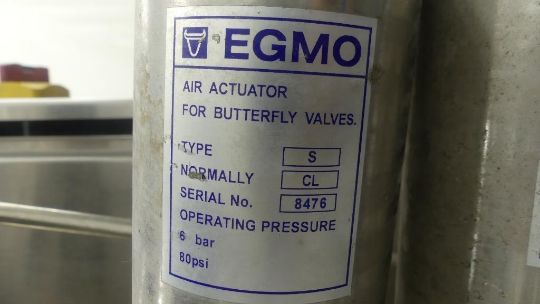 EGMO
AIR ACTUATOR
FOR BUTTERFLY VALVES.
TYPE S
NORMALLY CL
SERIAL No. 8476
OPERATING PRESSURE
6 bar
80psi